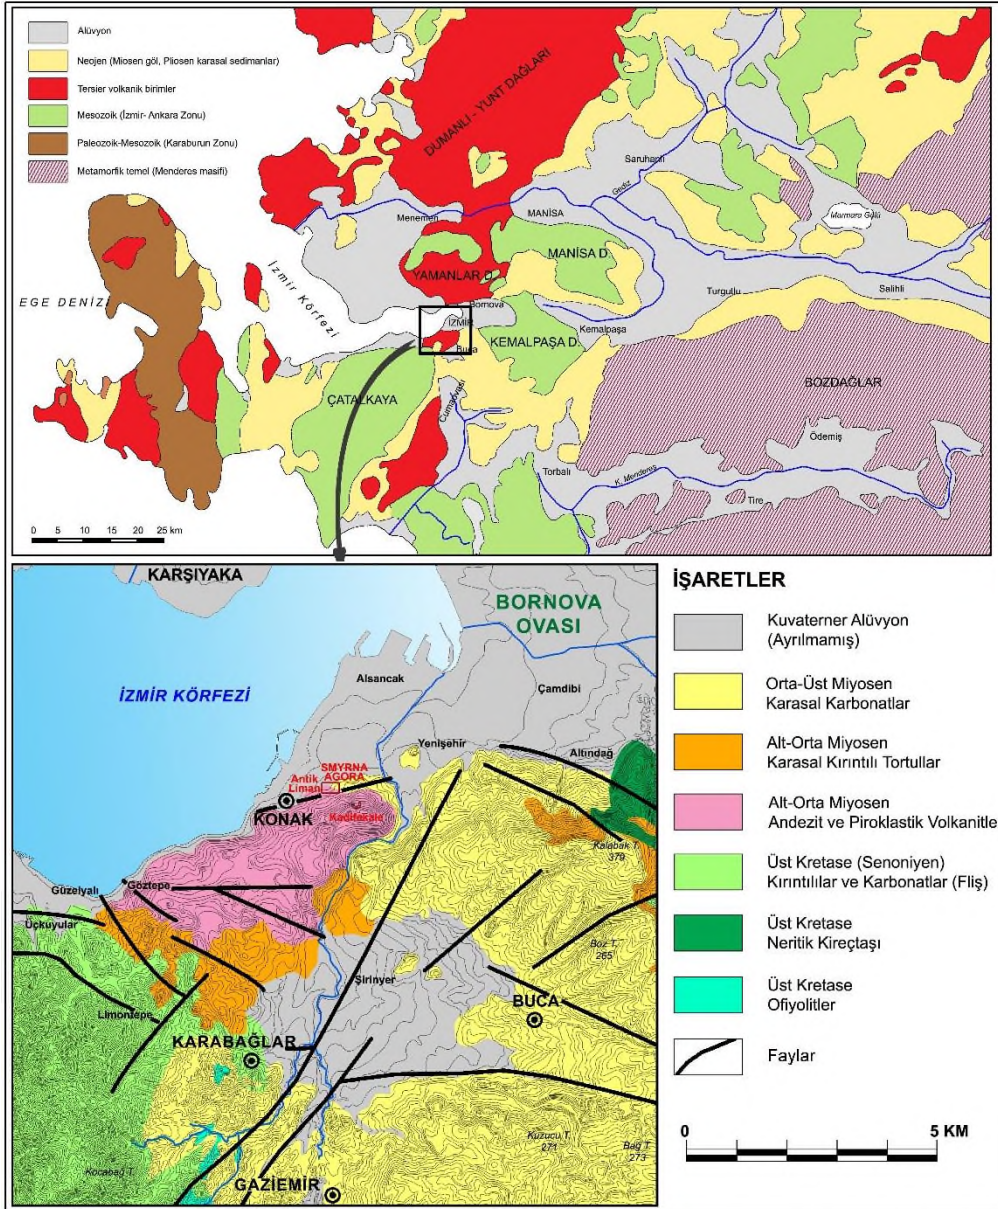 Alüvyon
Neojen (Miosen göl, Pliosen karasal sedimanlar)
Tersier volkanik birimler
Mesozoik (İzmir- Ankara Zonu)
Paleozoik-Mesozoik (Karaburun Zonu)
Metamorfik temel (Menderes masifi)
DUMANLI - YUNT DAĞLARI
Saruhanlı
Gediz
Marmara Gölü
Menemen
MANİSA
YAMANLAR D.
MANİSA D.
İzmir Körfezi
EGE DENİZİ
Turgutlu
Salihli
Bornova
İZMİR
Buca
Kemalpaşa
KEMALPAŞA D.
BOZDAĞLAR
ÇATALKAYA
Cumaovası
Torbalı
K. Menderes
Ödemiş
Tire
0 5 10 15 20 25 km
KARŞIYAKA
BORNOVA
OVASI
İZMİR KÖRFEZİ
Alsancak
Çamdibi
Yenişehir
Altındağ
SMYRNA
AGORA
Antik
Liman
KONAK
Kadifekale
Kalabak T.
379
Güzelyalı
Göztepe
Üçkuyular
Boz T.
265
Şirinyer
Limontepe
BUCA
KARABAĞLAR
Kuzucu T.
271
Bağ T.
273
Kocabağ T.
GAZİEMİR
İŞARETLER
Kuvaterner Alüvyon
(Ayrılmamış)
Orta-Üst Miyosen
Karasal Karbonatlar
Alt-Orta Miyosen
Karasal Kırıntılı Tortullar
Alt-Orta Miyosen
Andezit ve Piroklastik Volkanitle
Üst Kretase (Senoniyen)
Kırıntılılar ve Karbonatlar (Fliş)
Üst Kretase
Neritik Kireçtaşı
Üst Kretase
Ofiyolitler
Faylar
0 5 KM